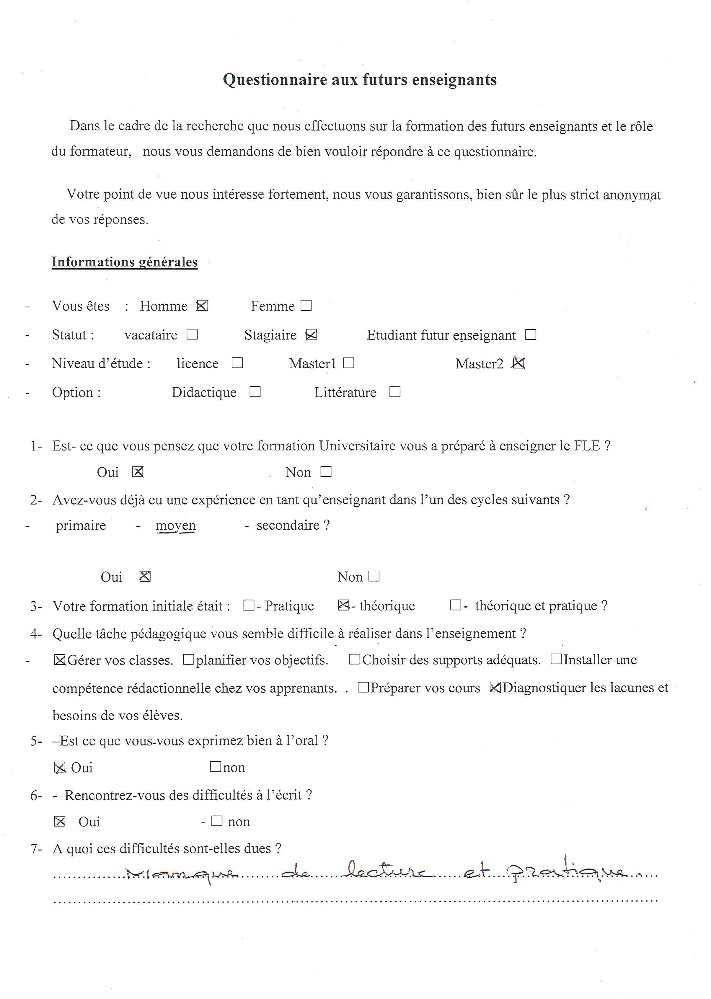 Questionnaire aux futurs enseignants
Dans le cadre de la recherche que nous effectuons sur la formation des futurs enseignants et le rôle
du formateur, nous vous demandons de bien vouloir répondre à ce questionnaire.
Votre point de vue nous intéresse fortement, nous vous garantissons, bien sûr le plus strict anonymat
de vos réponses.
Informations générales
- Vous êtes : Homme ☒ Femme ☐
- Statut : vacataire ☐ Stagiaire ☒ Etudiant futur enseignant ☐
- Niveau d'étude : licence ☐ Master1 ☐ Master2 ☒
- Option : Didactique ☐ Littérature ☐
1- Est- ce que vous pensez que votre formation Universitaire vous a préparé à enseigner le FLE ?
Oui ☒ Non ☐
2- Avez-vous déjà eu une expérience en tant qu'enseignant dans l'un des cycles suivants ?
- primaire - moyen - secondaire ?
Oui ☒ Non ☐
3- Votre formation initiale était : ☐- Pratique ☒- théorique ☐- théorique et pratique ?
4- Quelle tâche pédagogique vous semble difficile à réaliser dans l'enseignement ?
- ☒Gérer vos classes. ☐planifier vos objectifs. ☐Choisir des supports adéquats. ☐Installer une
compétence rédactionnelle chez vos apprenants. . ☐Préparer vos cours ☒Diagnostiquer les lacunes et
besoins de vos élèves.
5- –Est ce que vous-vous exprimez bien à l'oral ?
☒ Oui ☐non
6- - Rencontrez-vous des difficultés à l'écrit ?
☒ Oui - ☐ non
7- A quoi ces difficultés sont-elles dues ?
Manque de lecture et pratique.